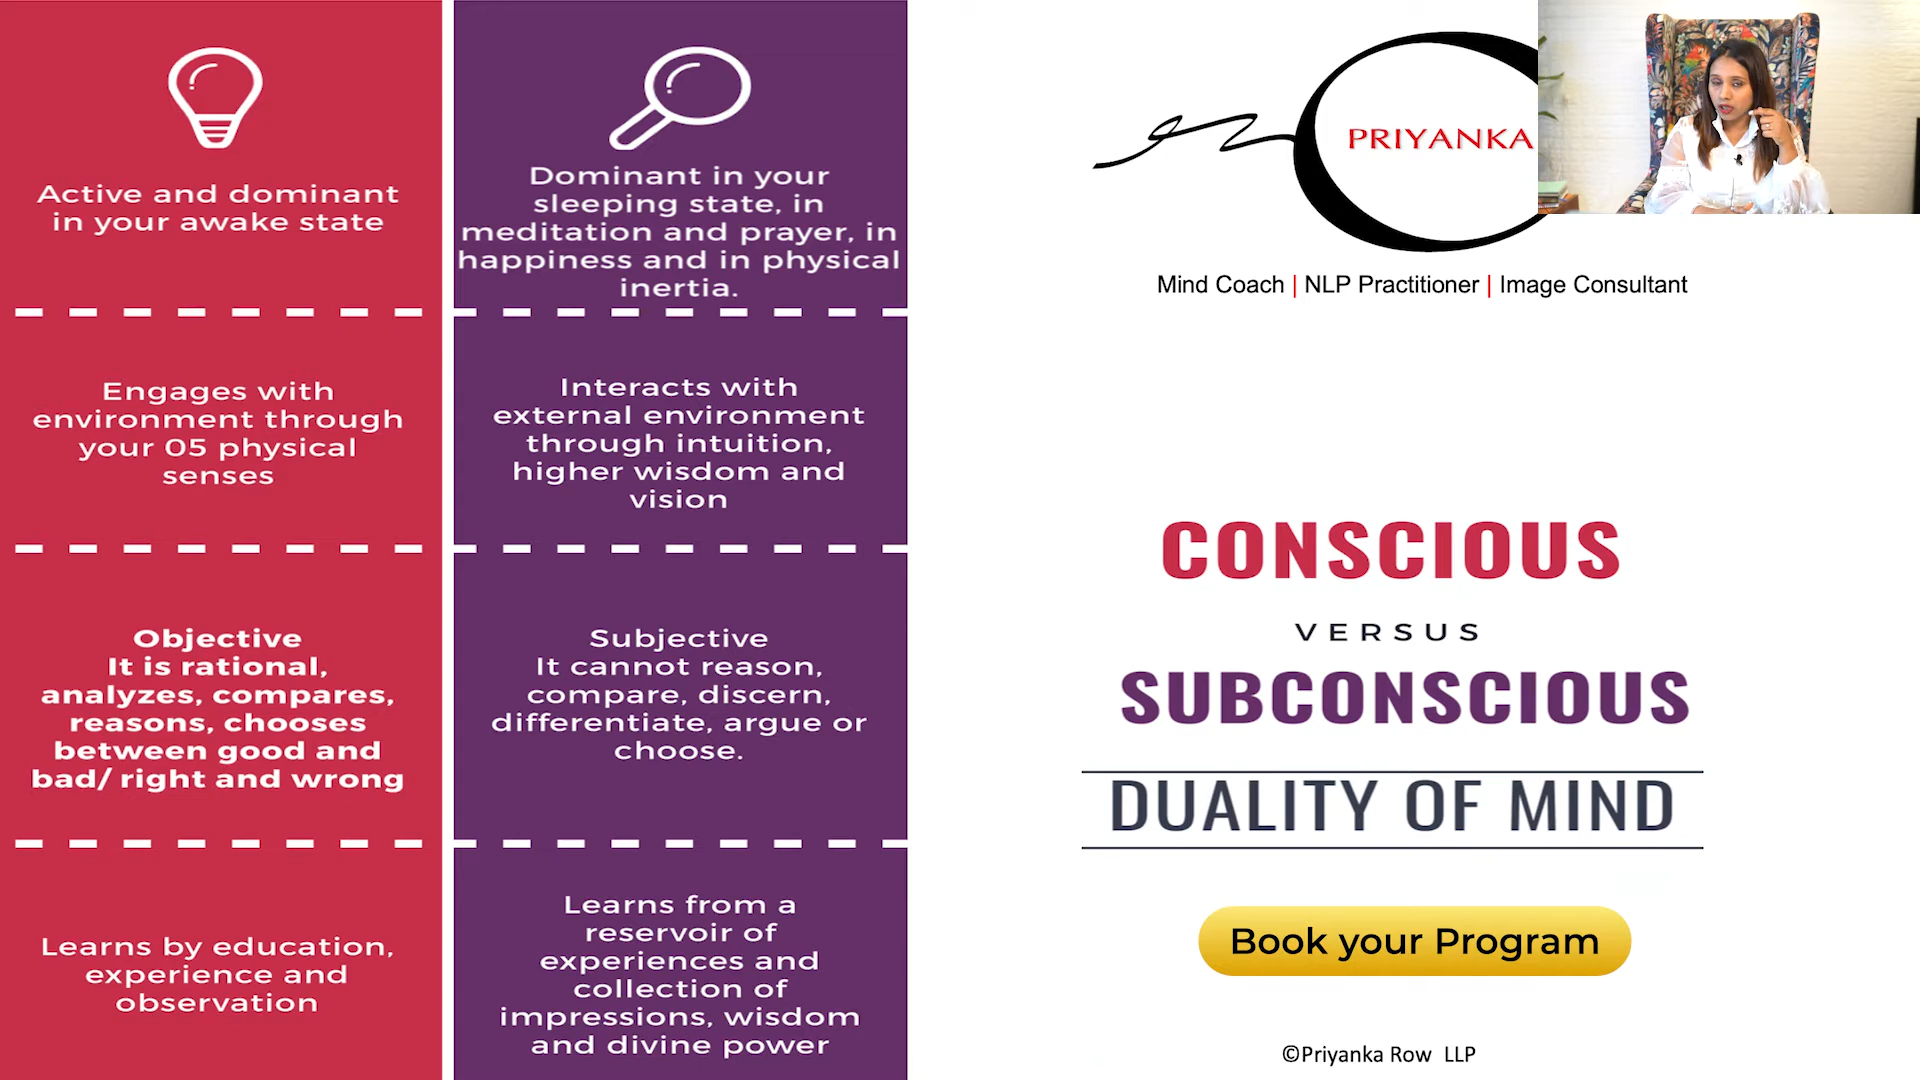 Active and dominant
in your awake state
Engages with
environment through
your 05 physical
senses
Objective
It is rational,
analyzes, compares,
reasons, chooses
between good and
bad/ right and wrong
Learns by education,
experience and
observation
Dominant in your
sleeping state, in
meditation and prayer, in
happiness and in physical
inertia.
Interacts with
external environment
through intuition,
higher wisdom and
vision
Subjective
It cannot reason,
compare, discern,
differentiate, argue or
choose.
Learns from a
reservoir of
experiences and
collection of
impressions, wisdom
and divine power
PRIYANKA
Mind Coach | NLP Practitioner | Image Consultant
CONSCIOUS
VERSUS
SUBCONSCIOUS
DUALITY OF MIND
Book your Program
©Priyanka Row LLP